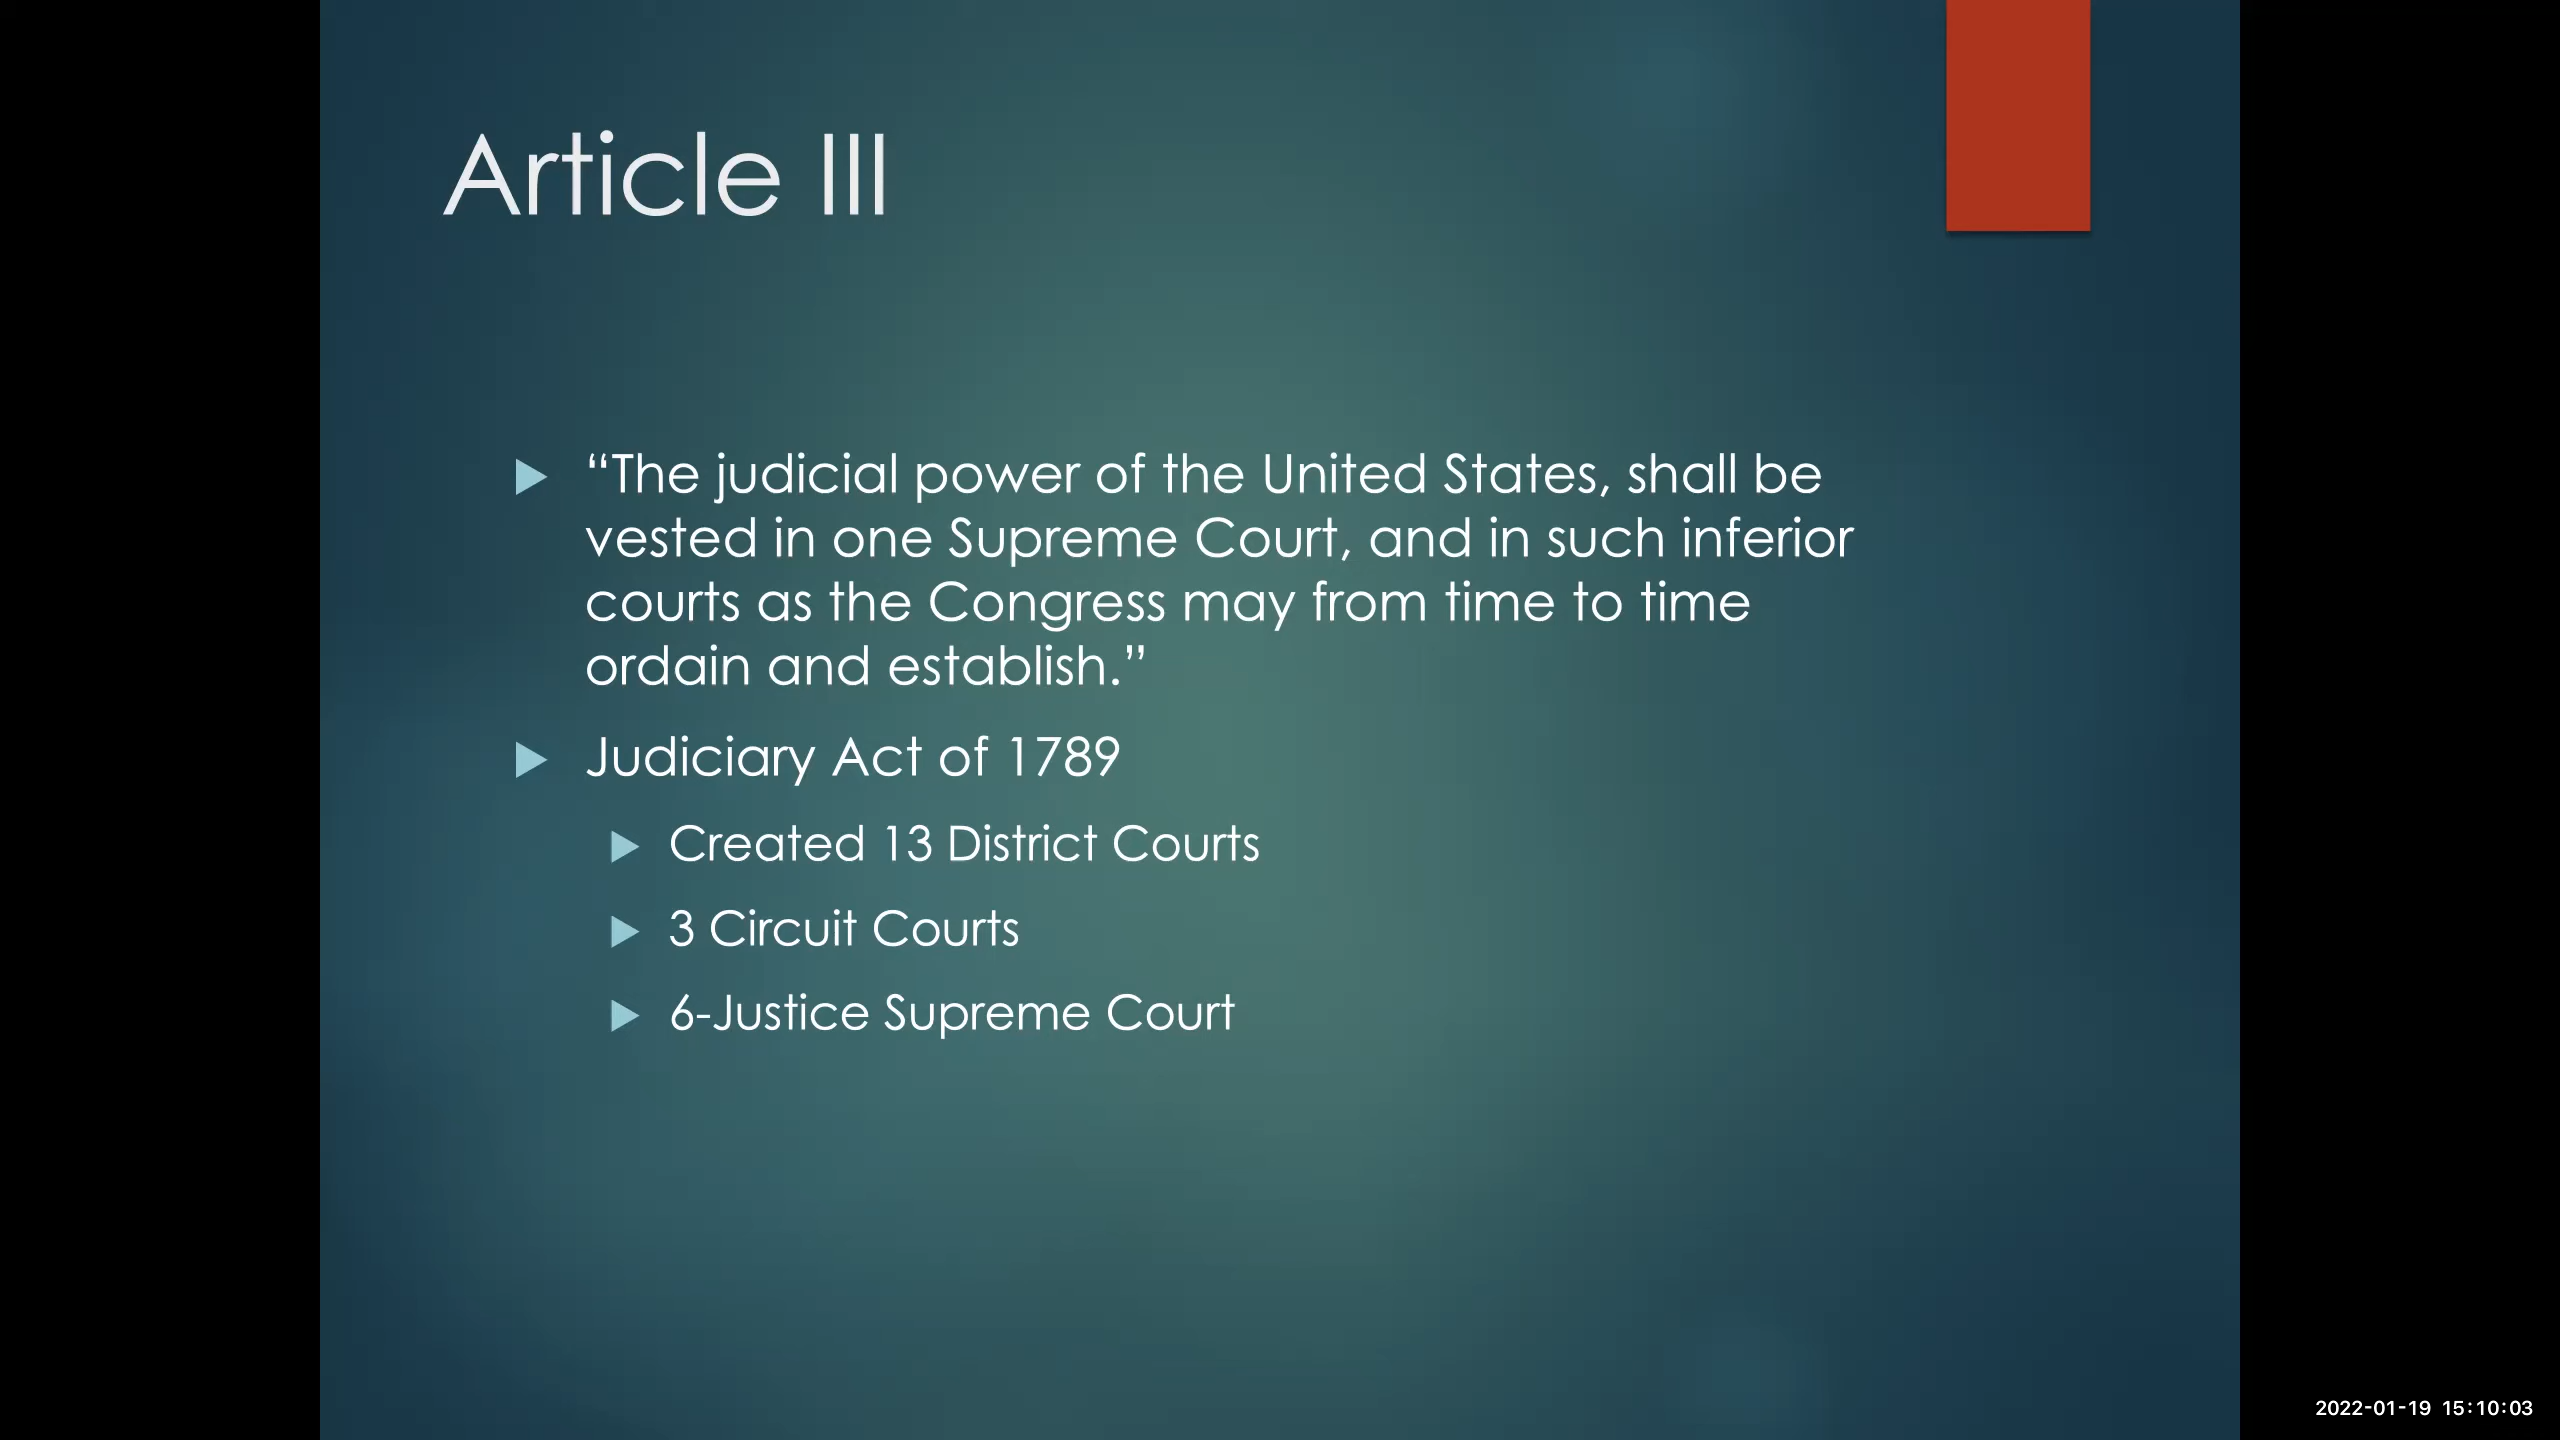 Article III
“The judicial power of the United States, shall be
vested in one Supreme Court, and in such inferior
courts as the Congress may from time to time
ordain and establish.”
Judiciary Act of 1789
Created 13 District Courts
3 Circuit Courts
6-Justice Supreme Court
2022-01-19 15:10:03